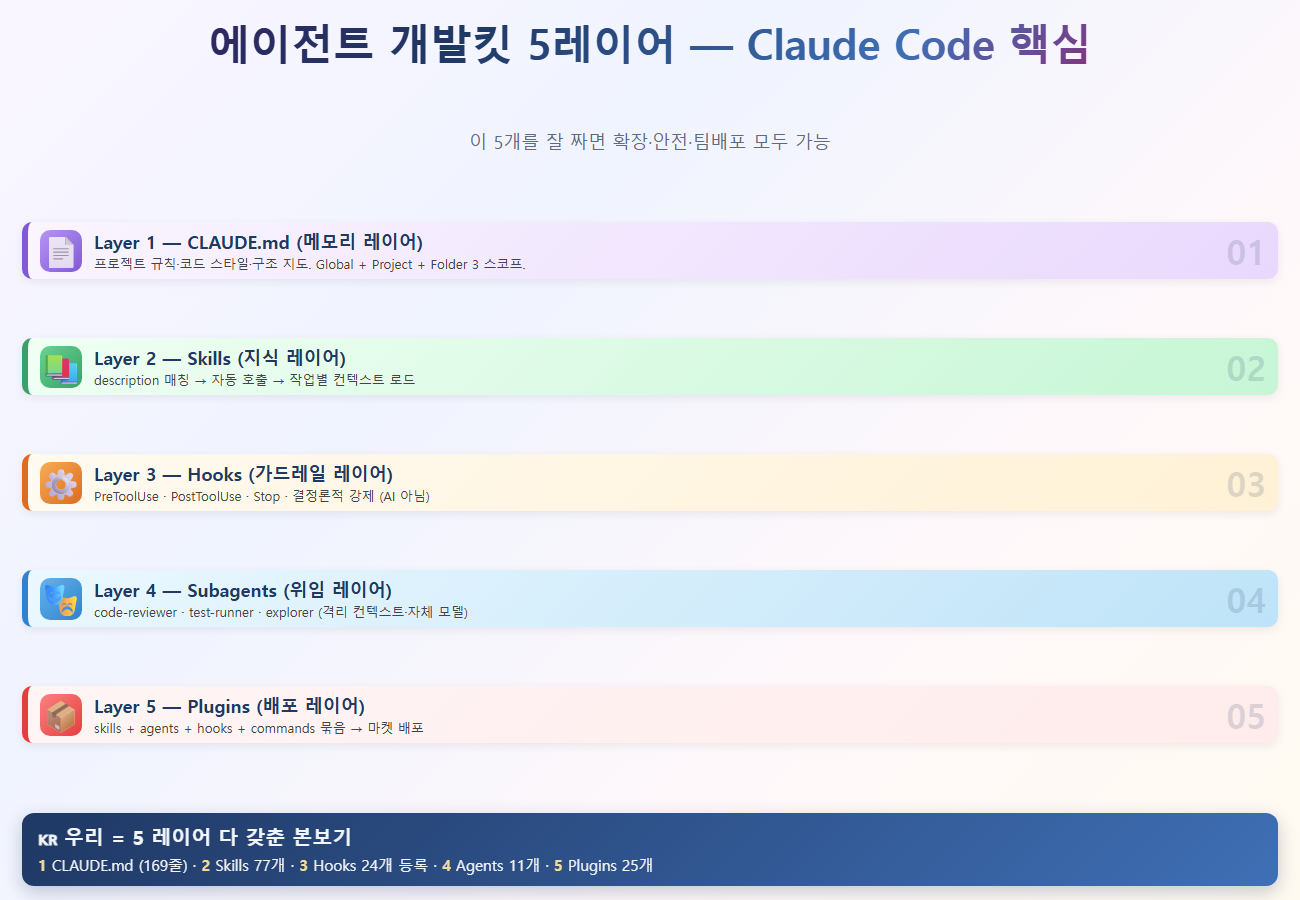 에이전트 개발킷 5레이어 — Claude Code 핵심
이 5개를 잘 짜면 확장·안전·팀배포 모두 가능
Layer 1 — CLAUDE.md (메모리 레이어)
프로젝트 규칙·코드 스타일·구조 지도. Global + Project + Folder 3 스코프.
01
Layer 2 — Skills (지식 레이어)
description 매칭 → 자동 호출 → 작업별 컨텍스트 로드
02
Layer 3 — Hooks (가드레일 레이어)
PreToolUse · PostToolUse · Stop · 결정론적 강제 (AI 아님)
03
Layer 4 — Subagents (위임 레이어)
code-reviewer · test-runner · explorer (격리 컨텍스트·자체 모델)
04
Layer 5 — Plugins (배포 레이어)
skills + agents + hooks + commands 묶음 → 마켓 배포
05
KR 우리 = 5 레이어 다 갖춘 본보기
1 CLAUDE.md (169줄) · 2 Skills 77개 · 3 Hooks 24개 등록 · 4 Agents 11개 · 5 Plugins 25개